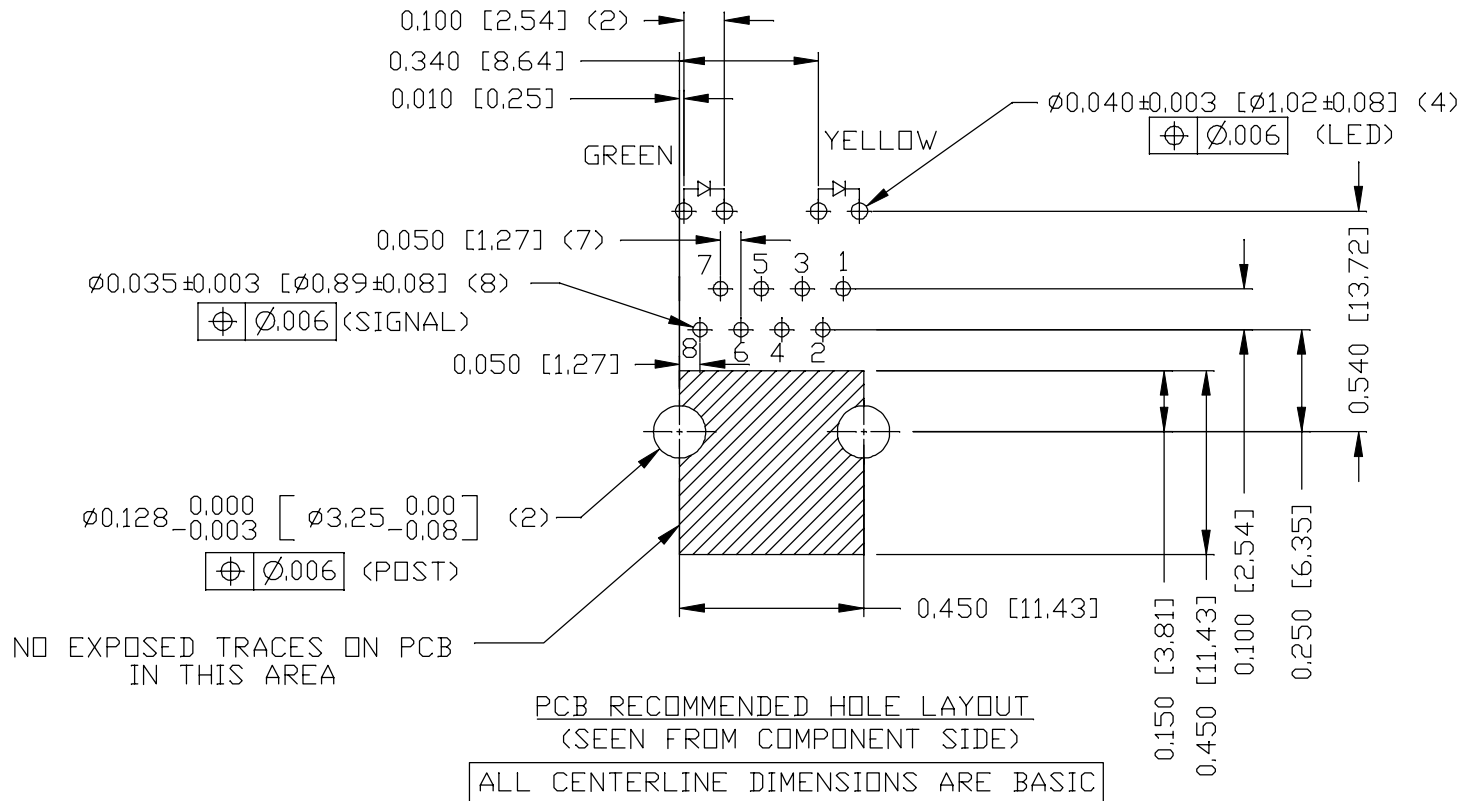 0.100 [2.54] (2)
0.340 [8.64]
0.010 [0.25]
GREEN
YELLOW
ø0.040±0.003 [ø1.02±0.08] (4)
⌖ Ø.006 (LED)
0.050 [1.27] (7)
7 5 3 1
ø0.035±0.003 [ø0.89±0.08] (8)
⌖ Ø.006 (SIGNAL)
8 6 4 2
0.050 [1.27]
0.540 [13.72]
ø0.128 0.000 -0.003 [ ø3.25 0.00 -0.08 ] (2)
⌖ Ø.006 (POST)
0.450 [11.43]
0.150 [3.81]
0.450 [11.43]
0.100 [2.54]
0.250 [6.35]
NO EXPOSED TRACES ON PCB
IN THIS AREA
PCB RECOMMENDED HOLE LAYOUT
(SEEN FROM COMPONENT SIDE)
ALL CENTERLINE DIMENSIONS ARE BASIC